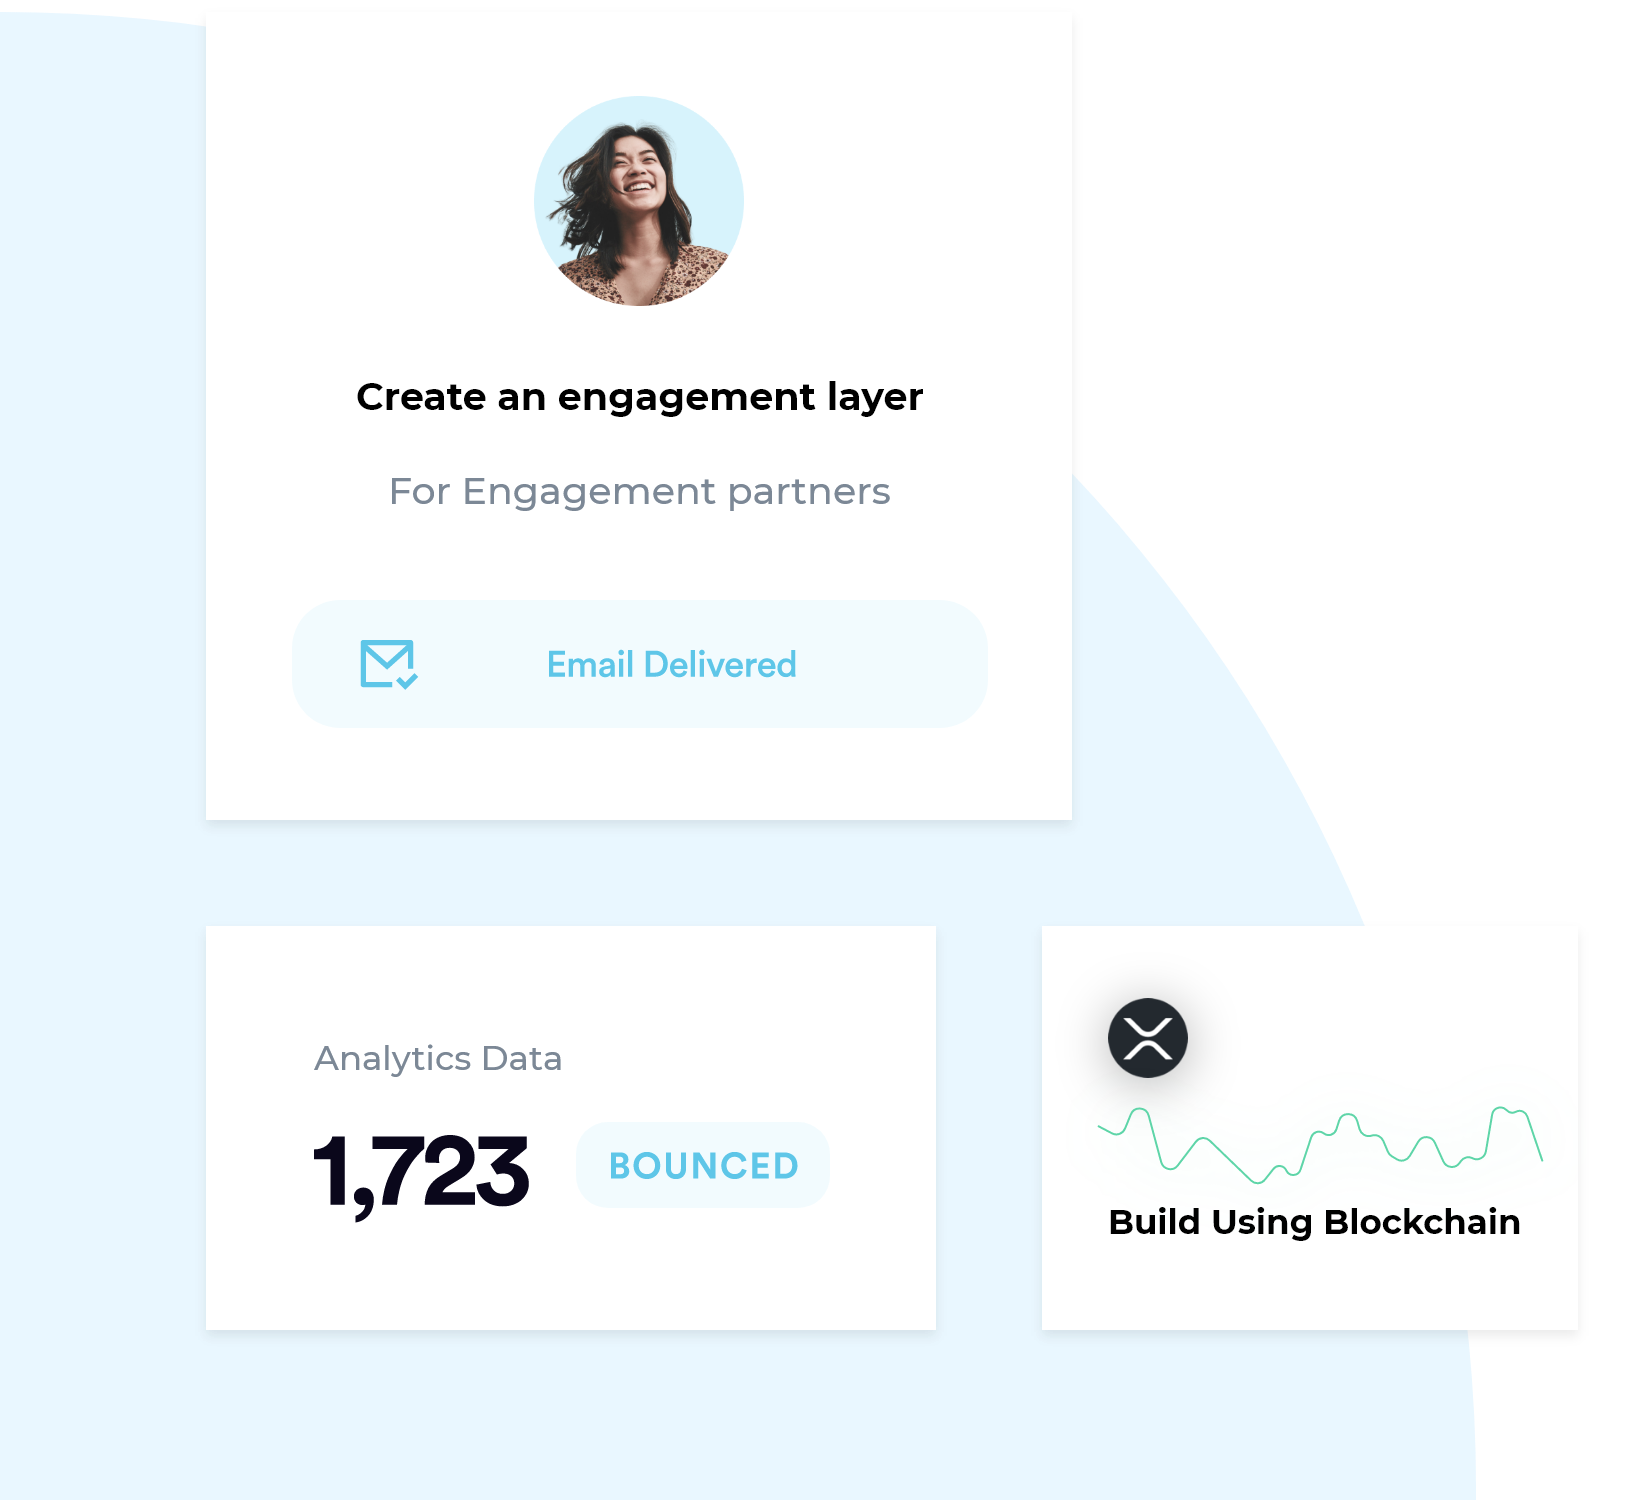 Create an engagement layer
For Engagement partners
Email Delivered
Analytics Data
1,723 BOUNCED
Build Using Blockchain